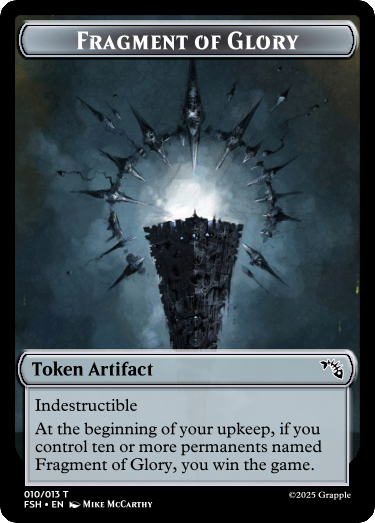 Fragment of Glory
Token Artifact
Indestructible
At the beginning of your upkeep, if you
control ten or more permanents named
Fragment of Glory, you win the game.
010/013 T
FSH • EN Mike McCarthy
©2025 Grapple